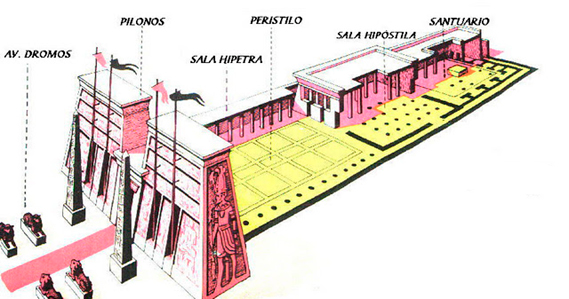 AV. DROMOS
PILONOS
SALA HIPETRA
PERISTILO
SALA HIPOSTILA
SANTUARIO